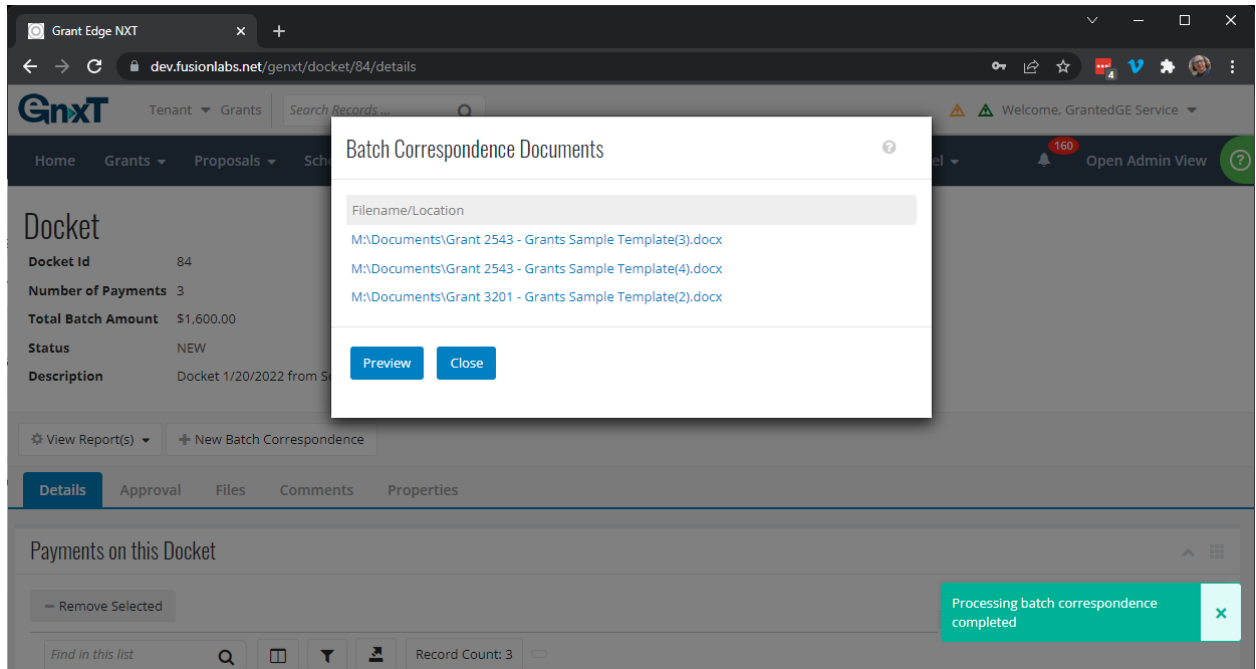 Grant Edge NXT
dev.fusionlabs.net/genxt/docket/84/details
4
GnxT
Tenant Grants Search Records ... Welcome, GrantedGE Service
Home Grants Proposals Sch el 160 Open Admin View ?
Batch Correspondence Documents ?
Filename/Location
M:\Documents\Grant 2543 - Grants Sample Template(3).docx
M:\Documents\Grant 2543 - Grants Sample Template(4).docx
M:\Documents\Grant 3201 - Grants Sample Template(2).docx
Preview Close
Docket
Docket Id 84
Number of Payments 3
Total Batch Amount $1,600.00
Status NEW
Description Docket 1/20/2022 from S
View Report(s) New Batch Correspondence
Details Approval Files Comments Properties
Payments on this Docket
Remove Selected
Processing batch correspondence
completed
Find in this list Record Count: 3